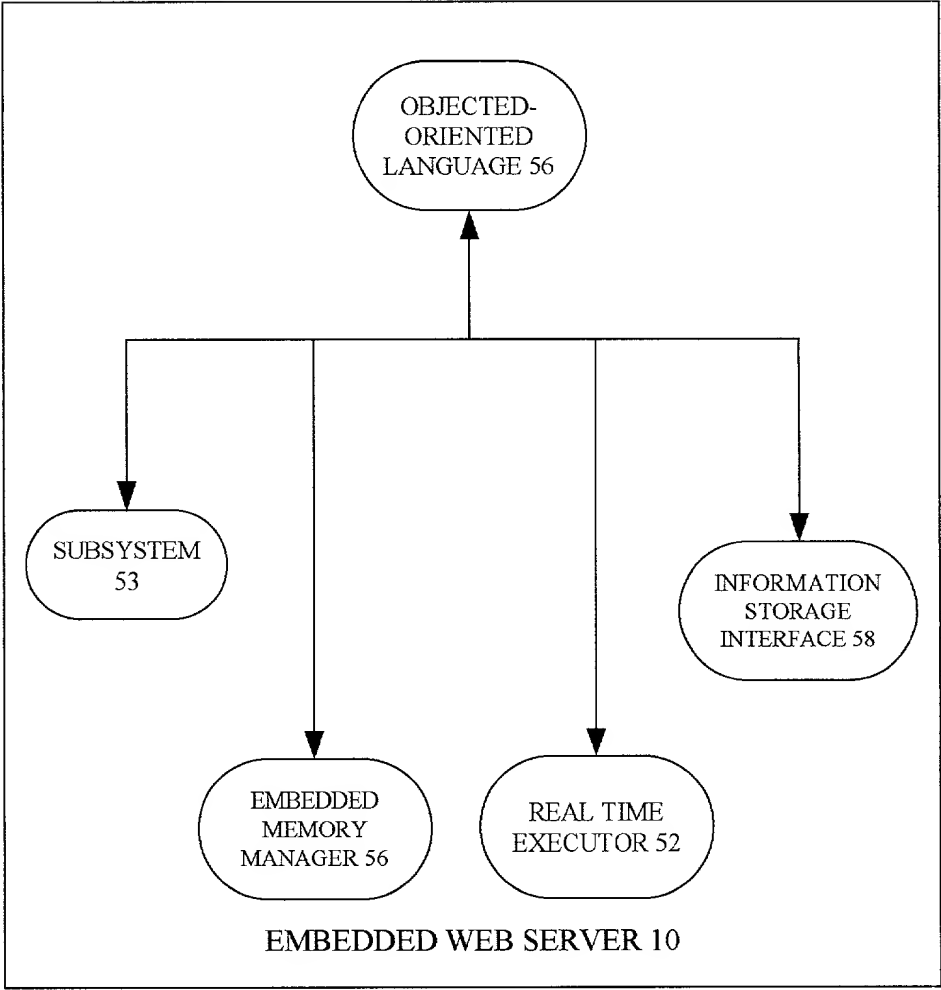 OBJECTED-
ORIENTED
LANGUAGE 56
SUBSYSTEM
53
INFORMATION
STORAGE
INTERFACE 58
EMBEDDED
MEMORY
MANAGER 56
REAL TIME
EXECUTOR 52
EMBEDDED WEB SERVER 10